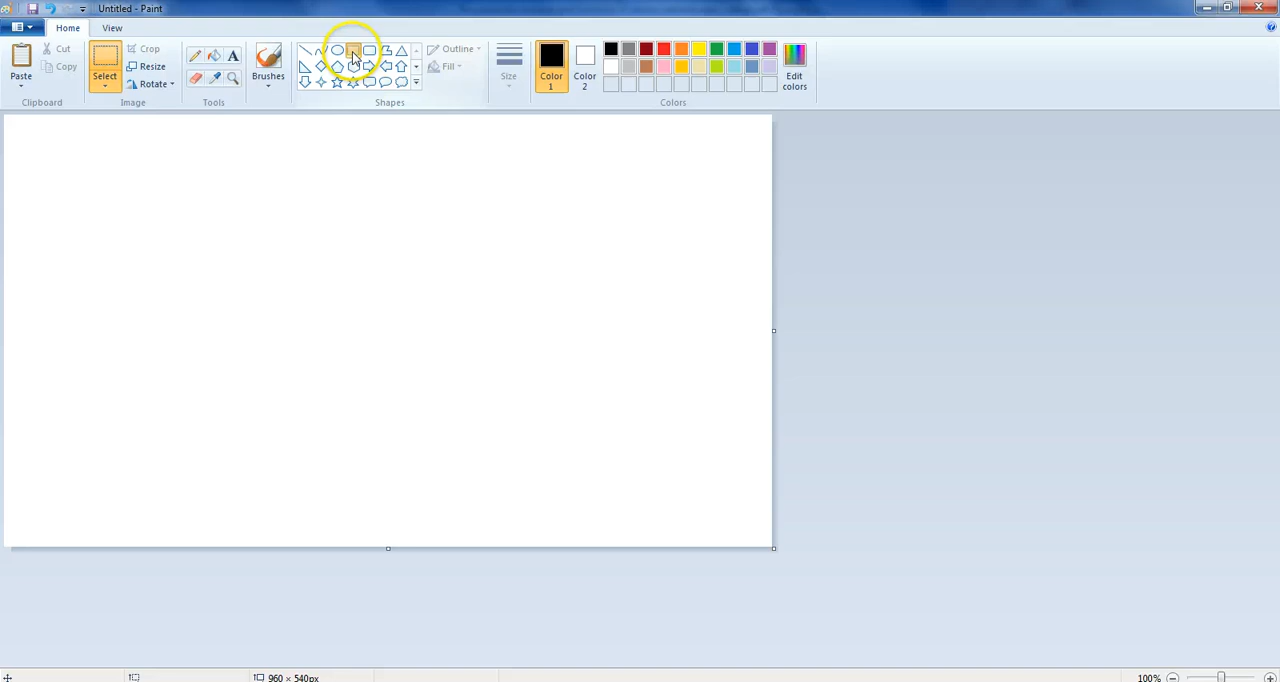 Untitled - Paint
Home View
Paste
Cut
Copy
Clipboard
Select
Crop
Resize
Rotate
Image
A
Tools
Brushes
Shapes
Outline
Fill
Size
Color 1
Color 2
Edit colors
Colors
960 × 540px
100%